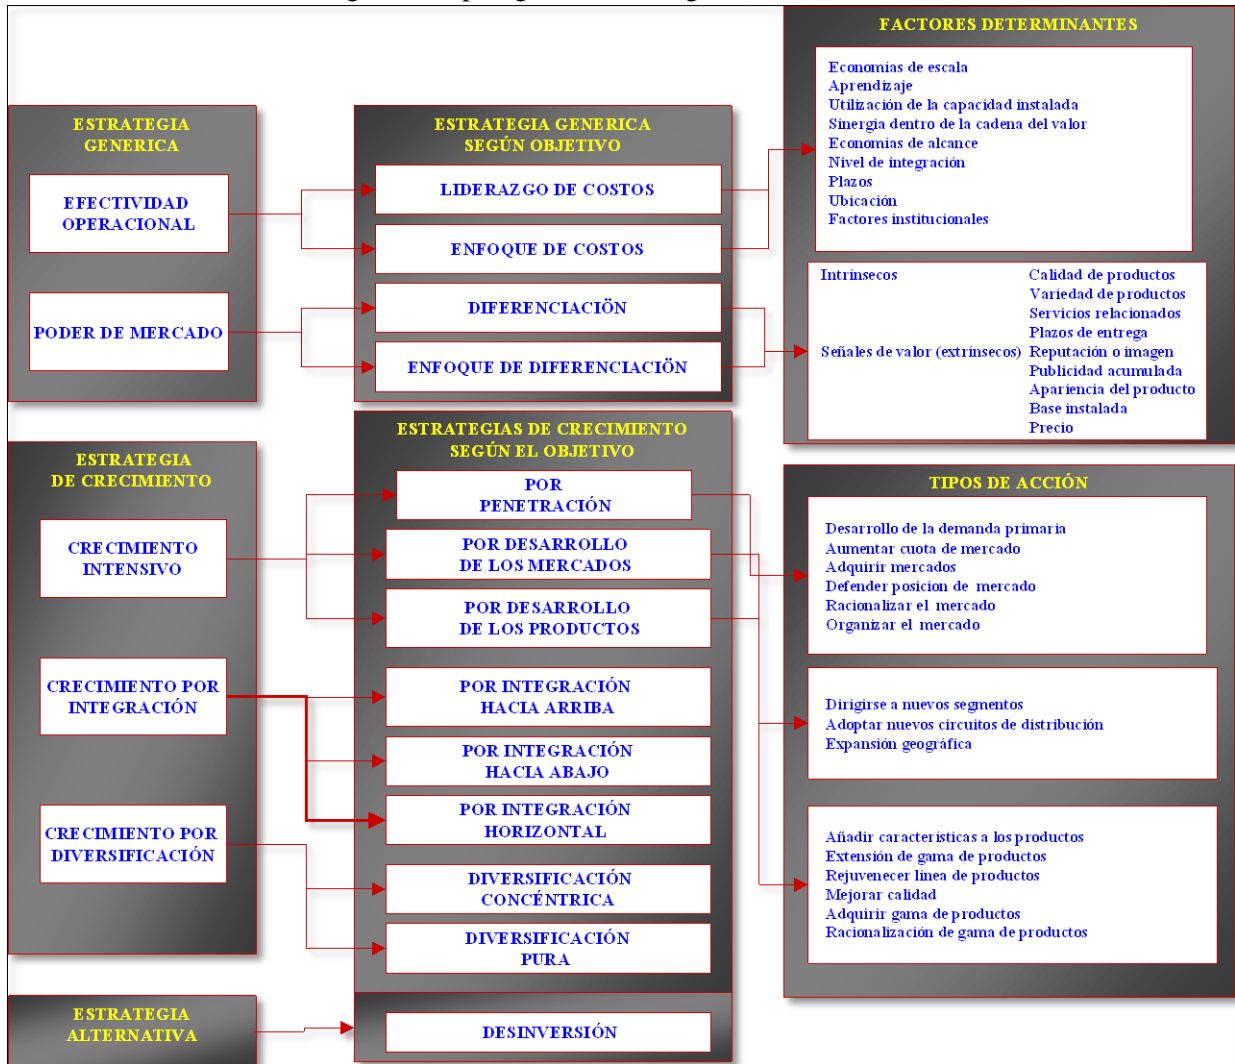 FACTORES DETERMINANTES
Economías de escala
Aprendizaje
Utilización de la capacidad instalada
Sinergia dentro de la cadena del valor
Economías de alcance
Nivel de integración
Plazos
Ubicación
Factores institucionales
ESTRATEGIA
GENERICA
EFECTIVIDAD
OPERACIONAL
PODER DE MERCADO
ESTRATEGIA GENERICA
SEGÚN OBJETIVO
LIDERAZGO DE COSTOS
ENFOQUE DE COSTOS
DIFERENCIACIÖN
ENFOQUE DE DIFERENCIACIÖN
Intrínsecos Calidad de productos
Variedad de productos
Servicios relacionados
Plazos de entrega
Señales de valor (extrínsecos) Reputación o imagen
Publicidad acumulada
Apariencia del producto
Base instalada
Precio
ESTRATEGIA
DE CRECIMIENTO
CRECIMIENTO
INTENSIVO
CRECIMIENTO POR
INTEGRACIÓN
CRECIMIENTO POR
DIVERSIFICACIÓN
ESTRATEGIAS DE CRECIMIENTO
SEGÚN EL OBJETIVO
POR
PENETRACIÓN
POR DESARROLLO
DE LOS MERCADOS
POR DESARROLLO
DE LOS PRODUCTOS
POR INTEGRACIÓN
HACIA ARRIBA
POR INTEGRACIÓN
HACIA ABAJO
POR INTEGRACIÓN
HORIZONTAL
DIVERSIFICACIÓN
CONCÉNTRICA
DIVERSIFICACIÓN
PURA
TIPOS DE ACCIÓN
Desarrollo de la demanda primaria
Aumentar cuota de mercado
Adquirir mercados
Defender posicion de mercado
Racionalizar el mercado
Organizar el mercado
Dirigirse a nuevos segmentos
Adoptar nuevos circuitos de distribución
Expansión geográfica
Añadir características a los productos
Extensión de gama de productos
Rejuvenecer línea de productos
Mejorar calidad
Adquirir gama de productos
Racionalización de gama de productos
ESTRATEGIA
ALTERNATIVA
DESINVERSIÓN